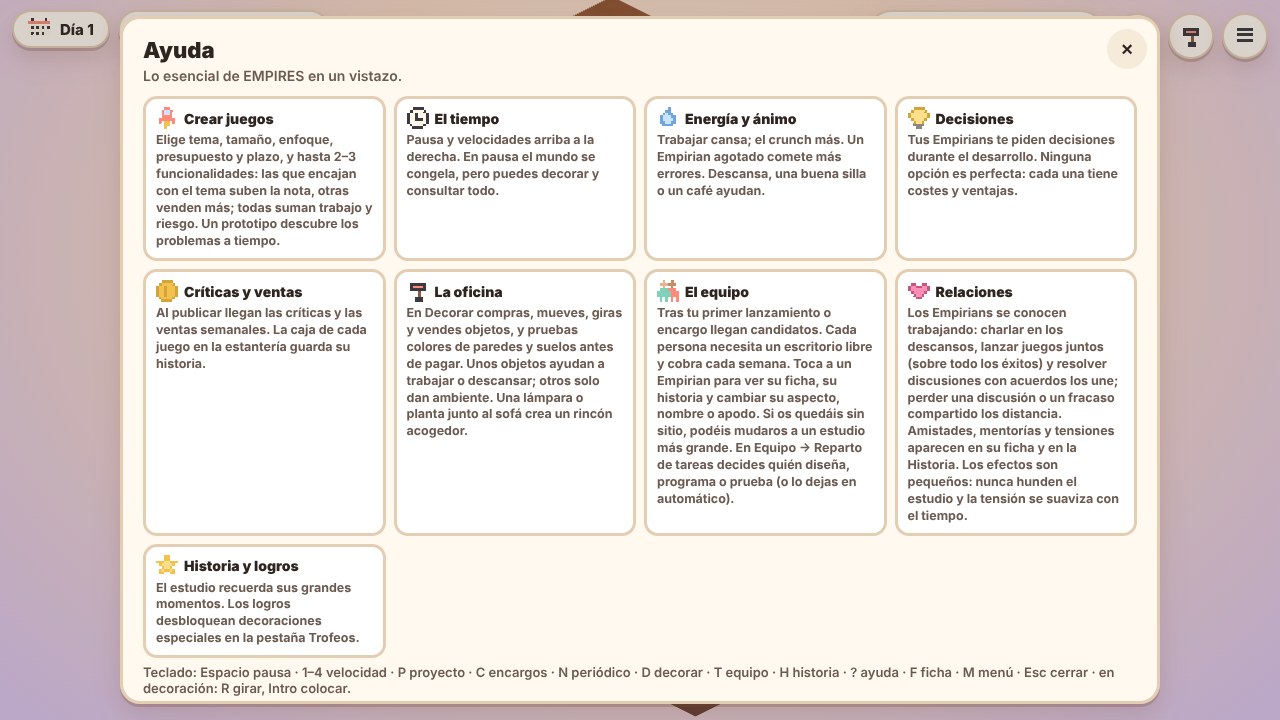 Día 1
Ayuda
Lo esencial de EMPIRES en un vistazo.
Crear juegos
Elige tema, tamaño, enfoque,
presupuesto y plazo, y hasta 2–3
funcionalidades: las que encajan
con el tema suben la nota, otras
venden más; todas suman trabajo y
riesgo. Un prototipo descubre los
problemas a tiempo.
El tiempo
Pausa y velocidades arriba a la
derecha. En pausa el mundo se
congela, pero puedes decorar y
consultar todo.
Energía y ánimo
Trabajar cansa; el crunch más. Un
Empirian agotado comete más
errores. Descansa, una buena silla
o un café ayudan.
Decisiones
Tus Empirians te piden decisiones
durante el desarrollo. Ninguna
opción es perfecta: cada una tiene
costes y ventajas.
Críticas y ventas
Al publicar llegan las críticas y las
ventas semanales. La caja de cada
juego en la estantería guarda su
historia.
La oficina
En Decorar compras, mueves, giras
y vendes objetos, y pruebas
colores de paredes y suelos antes
de pagar. Unos objetos ayudan a
trabajar o descansar; otros solo
dan ambiente. Una lámpara o
planta junto al sofá crea un rincón
acogedor.
El equipo
Tras tu primer lanzamiento o
encargo llegan candidatos. Cada
persona necesita un escritorio libre
y cobra cada semana. Toca a un
Empirian para ver su ficha, su
historia y cambiar su aspecto,
nombre o apodo. Si os quedáis sin
sitio, podéis mudaros a un estudio
más grande. En Equipo → Reparto
de tareas decides quién diseña,
programa o prueba (o lo dejas en
automático).
Relaciones
Los Empirians se conocen
trabajando: charlar en los
descansos, lanzar juegos juntos
(sobre todo los éxitos) y resolver
discusiones con acuerdos los une;
perder una discusión o un fracaso
compartido los distancia.
Amistades, mentorías y tensiones
aparecen en su ficha y en la
Historia. Los efectos son
pequeños: nunca hunden el
estudio y la tensión se suaviza con
el tiempo.
Historia y logros
El estudio recuerda sus grandes
momentos. Los logros
desbloquean decoraciones
especiales en la pestaña Trofeos.
Teclado: Espacio pausa · 1–4 velocidad · P proyecto · C encargos · N periódico · D decorar · T equipo · H historia · ? ayuda · F ficha · M menú · Esc cerrar · en
decoración: R girar, Intro colocar.